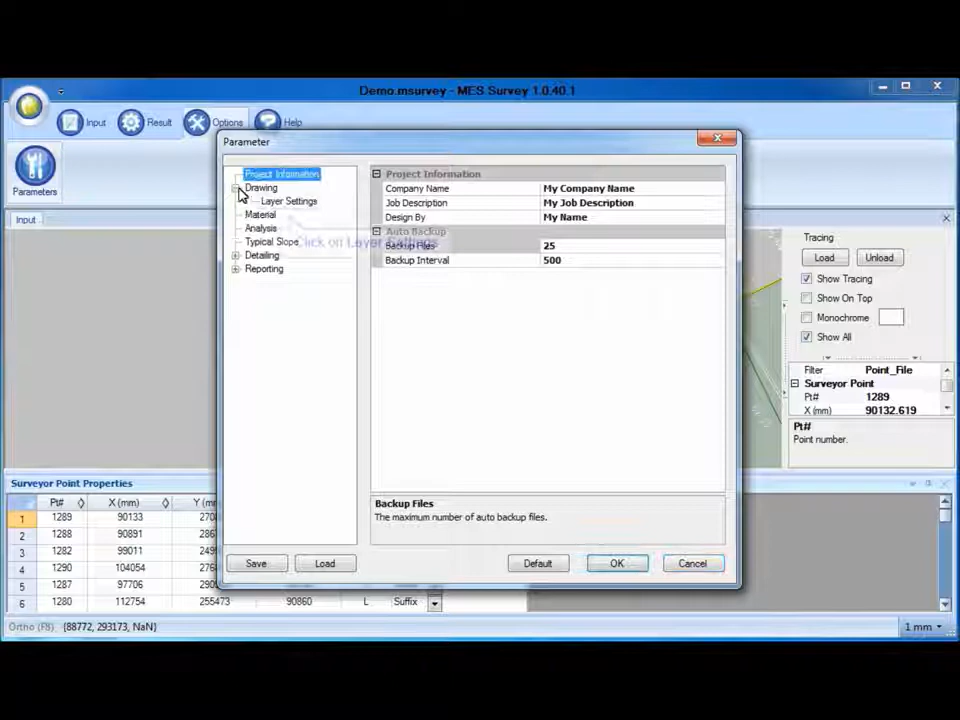 Demo.msurvey - MES Survey 1.0.40.1
Input
Result
Options
Help
Parameters
Input
Parameter
Project Information
Drawing
Layer Settings
Material
Analysis
Typical Slope
Detailing
Reporting
Click on Layer Settings
Project Information
Company Name My Company Name
Job Description My Job Description
Design By My Name
Auto Backup
Backup Files 25
Backup Interval 500
Backup Files
The maximum number of auto backup files.
Save
Load
Default
OK
Cancel
Tracing
Load
Unload
Show Tracing
Show On Top
Monochrome
Show All
Filter Point_File
Surveyor Point
Pt# 1289
X (mm) 90132.619
Pt#
Point number.
Surveyor Point Properties
Pt# X (mm) Y (mm)
1 1289 90133
2 1288 90891
3 1282 99011
4 1290 104054
5 1287 97706
6 1280 112754 255473 90860 L Suffix
Ortho (F8) {88772, 293173, NaN}
1 mm